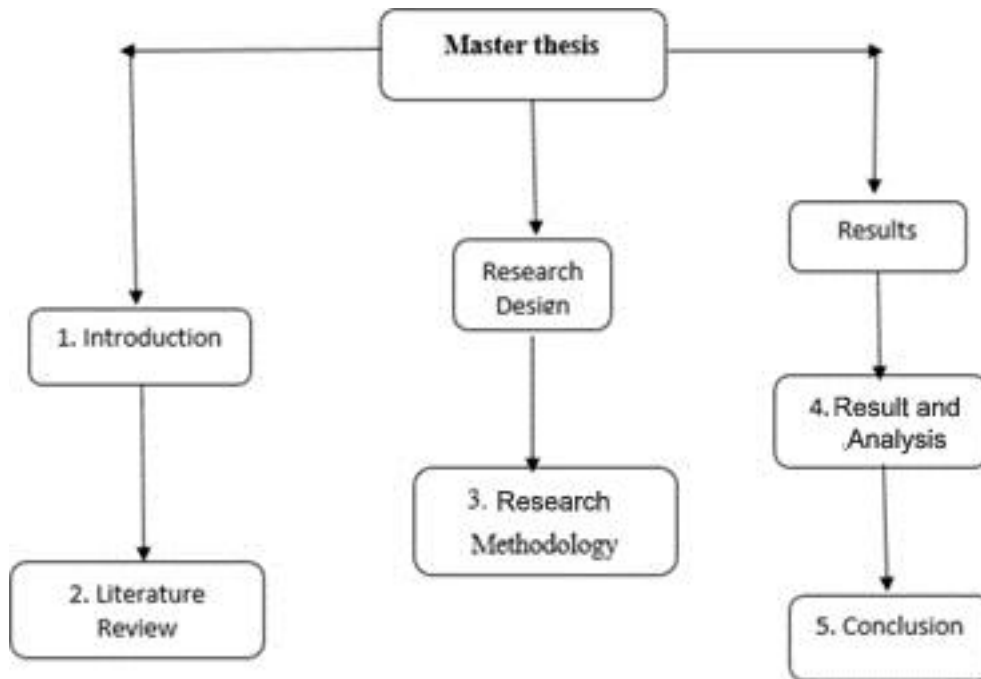 Master thesis
Results
Research
Design
1. Introduction
4. Result and
Analysis
3. Research
Methodology
2. Literature
Review
5. Conclusion